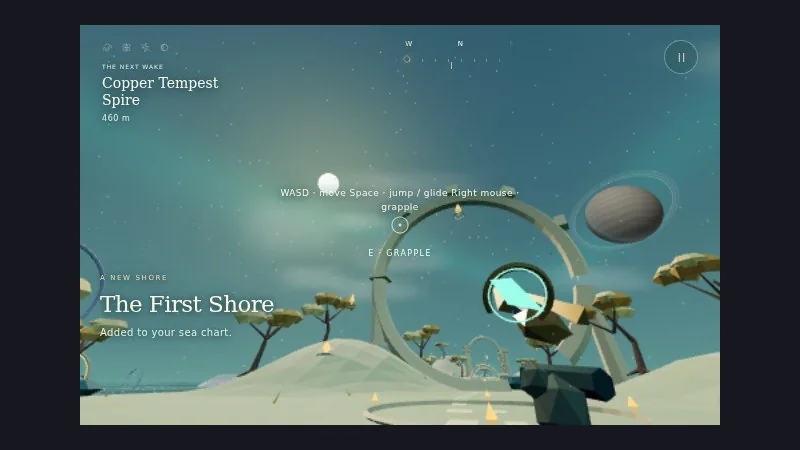 W N
THE NEXT WAKE
Copper Tempest
Spire
460 m
WASD · move Space · jump / glide Right mouse ·
grapple
E · GRAPPLE
A NEW SHORE
The First Shore
Added to your sea chart.